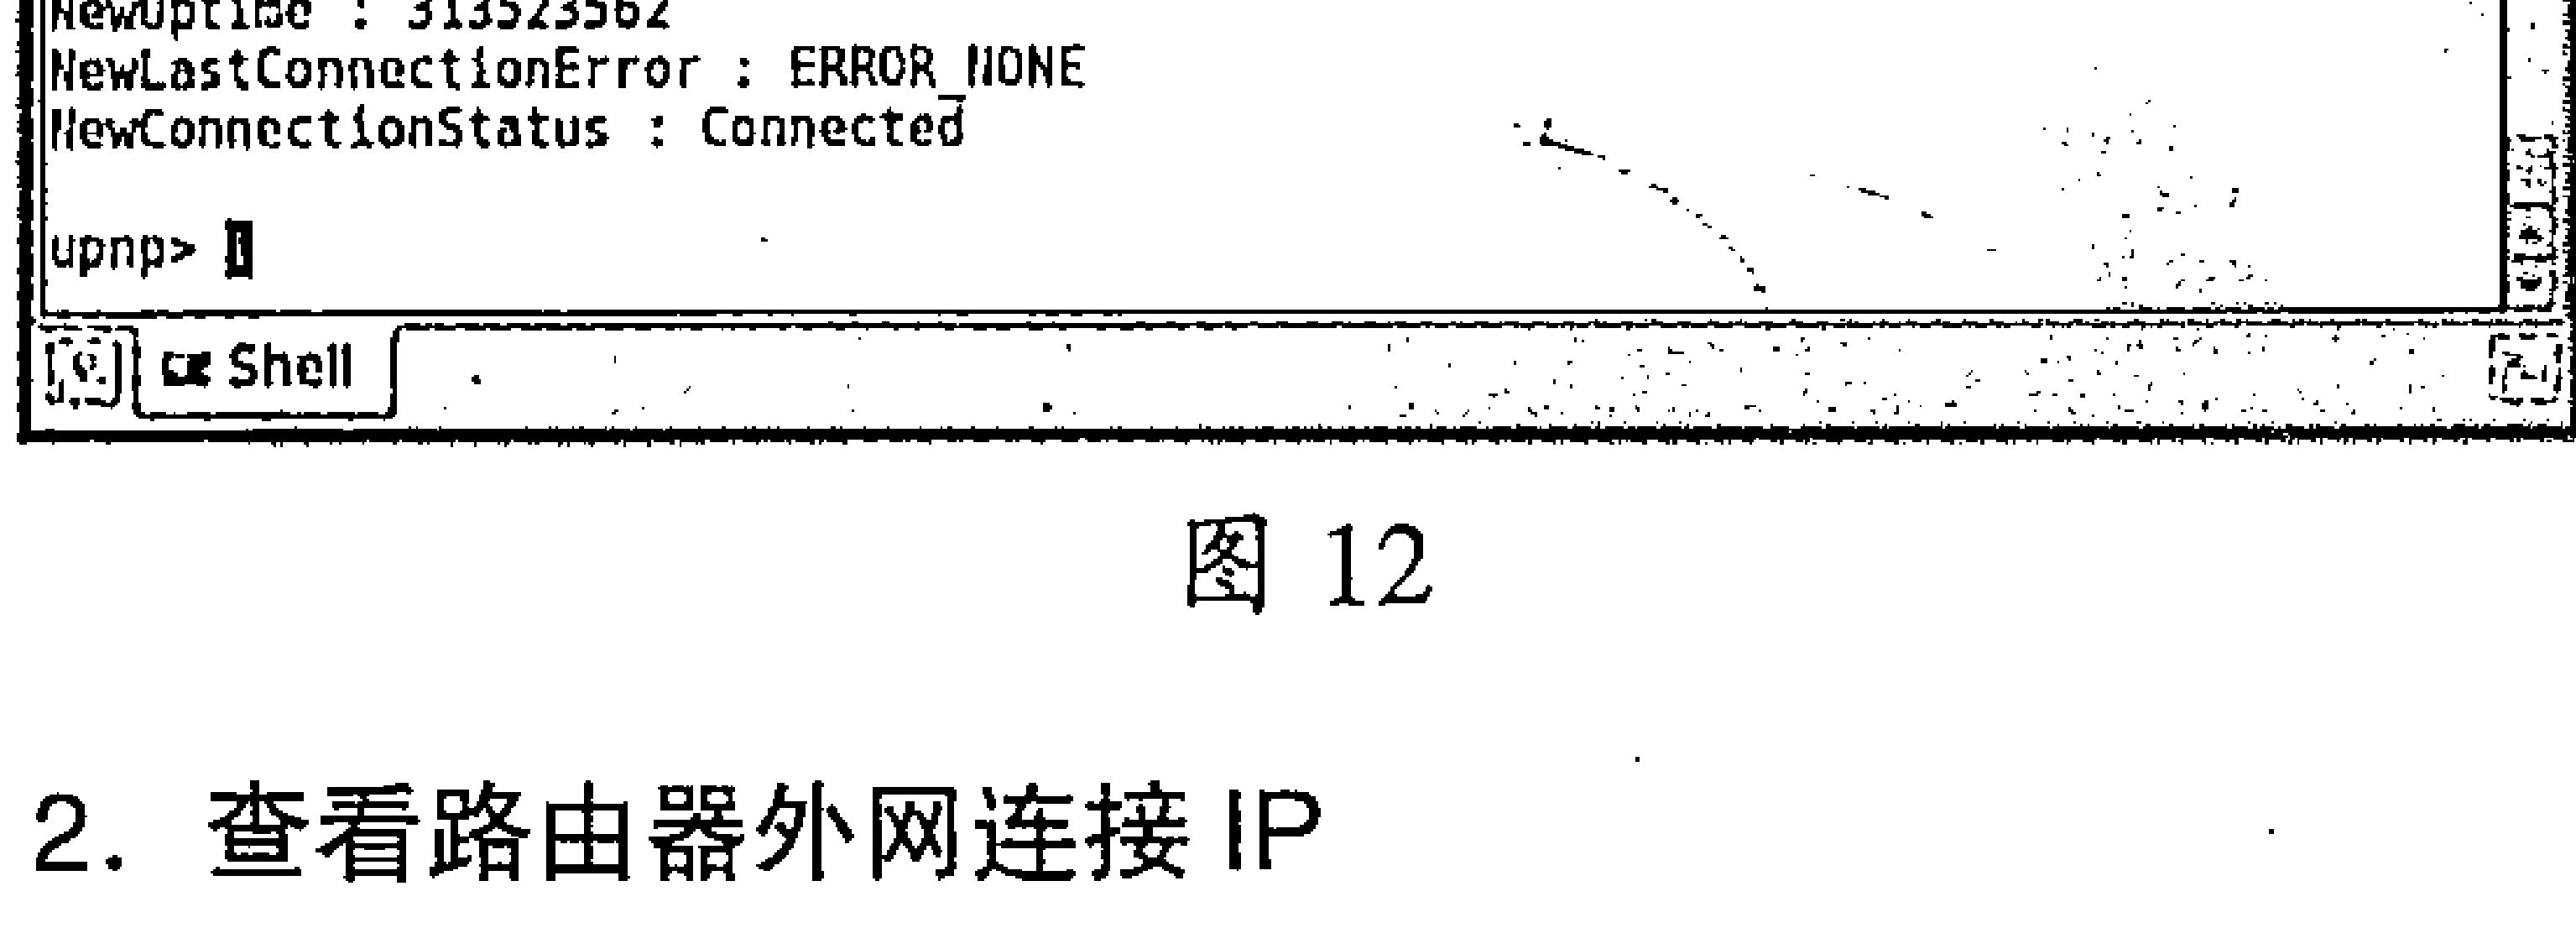 NewUptime : 313523562
NewLastConnectionError : ERROR_NONE
NewConnectionStatus : Connected
upnp>
Shell
图 12
2. 查看路由器外网连接 IP